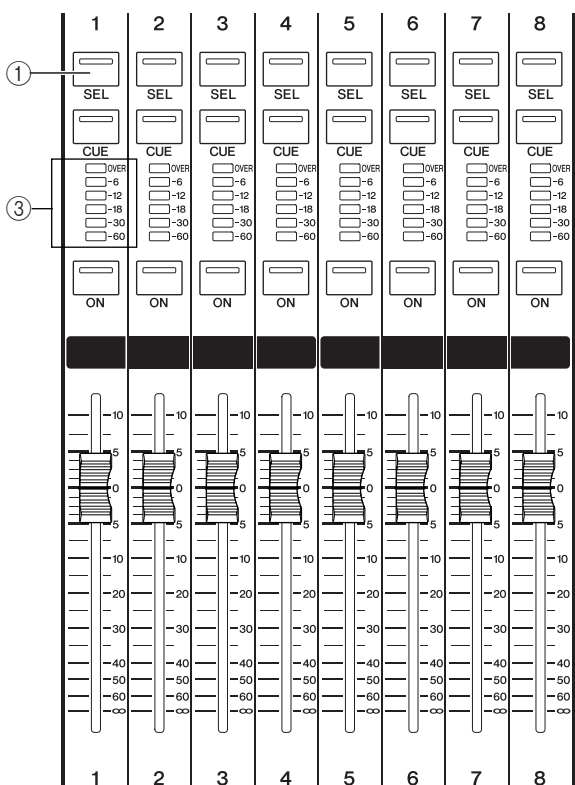 1 2 3 4 5 6 7 8
①
SEL SEL SEL SEL SEL SEL SEL SEL
CUE CUE CUE CUE CUE CUE CUE CUE
③
OVER OVER OVER OVER OVER OVER OVER OVER
-6 -6 -6 -6 -6 -6 -6 -6
-12 -12 -12 -12 -12 -12 -12 -12
-18 -18 -18 -18 -18 -18 -18 -18
-30 -30 -30 -30 -30 -30 -30 -30
-60 -60 -60 -60 -60 -60 -60 -60
ON ON ON ON ON ON ON ON
10 10 10 10 10 10 10 10
5 5 5 5 5 5 5 5
0 0 0 0 0 0 0 0
5 5 5 5 5 5 5 5
10 10 10 10 10 10 10 10
20 20 20 20 20 20 20 20
30 30 30 30 30 30 30 30
40 40 40 40 40 40 40 40
50 50 50 50 50 50 50 50
60 60 60 60 60 60 60 60
∞ ∞ ∞ ∞ ∞ ∞ ∞ ∞
1 2 3 4 5 6 7 8